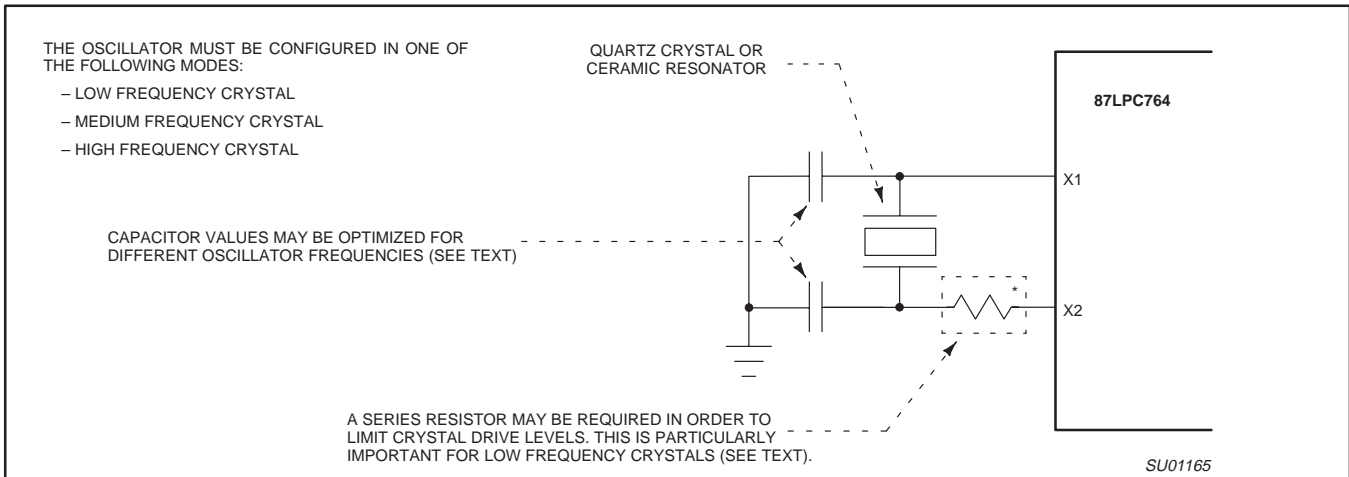 THE OSCILLATOR MUST BE CONFIGURED IN ONE OF
THE FOLLOWING MODES:
– LOW FREQUENCY CRYSTAL
– MEDIUM FREQUENCY CRYSTAL
– HIGH FREQUENCY CRYSTAL
QUARTZ CRYSTAL OR
CERAMIC RESONATOR
87LPC764
X1
CAPACITOR VALUES MAY BE OPTIMIZED FOR
DIFFERENT OSCILLATOR FREQUENCIES (SEE TEXT)
*
X2
A SERIES RESISTOR MAY BE REQUIRED IN ORDER TO
LIMIT CRYSTAL DRIVE LEVELS. THIS IS PARTICULARLY
IMPORTANT FOR LOW FREQUENCY CRYSTALS (SEE TEXT).
SU01165